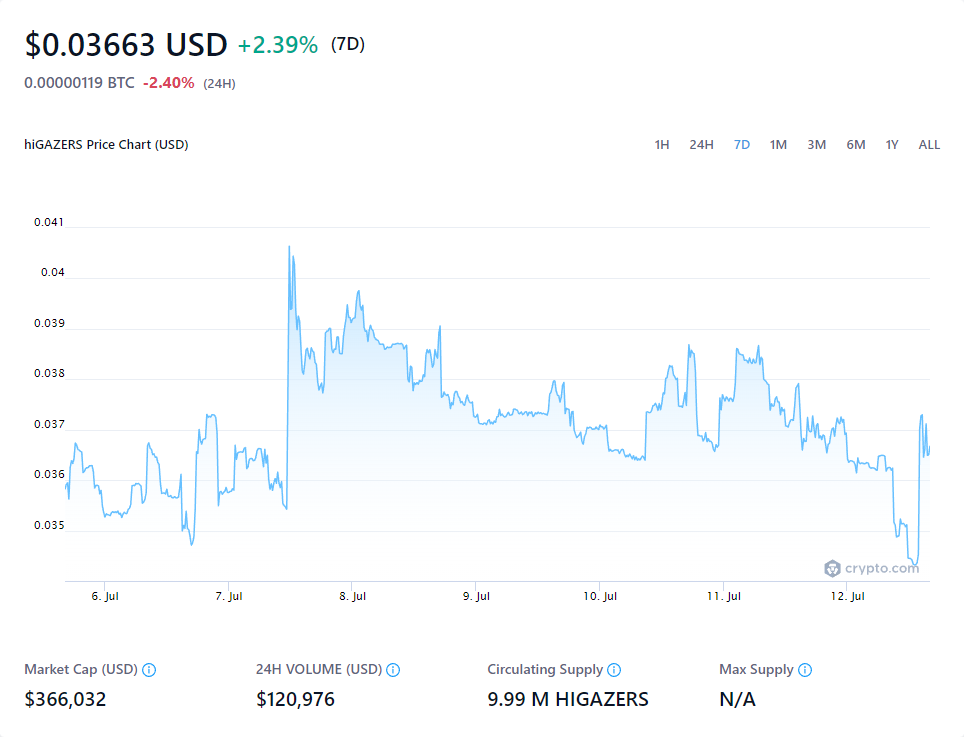 $0.03663 USD +2.39% (7D)
0.00000119 BTC -2.40% (24H)
hiGAZERS Price Chart (USD) 1H 24H 7D 1M 3M 6M 1Y ALL
0.041
0.04
0.039
0.038
0.037
0.036
0.035
crypto.com
6. Jul 7. Jul 8. Jul 9. Jul 10. Jul 11. Jul 12. Jul
Market Cap (USD) 24H VOLUME (USD) Circulating Supply Max Supply
$366,032 $120,976 9.99 M HIGAZERS N/A